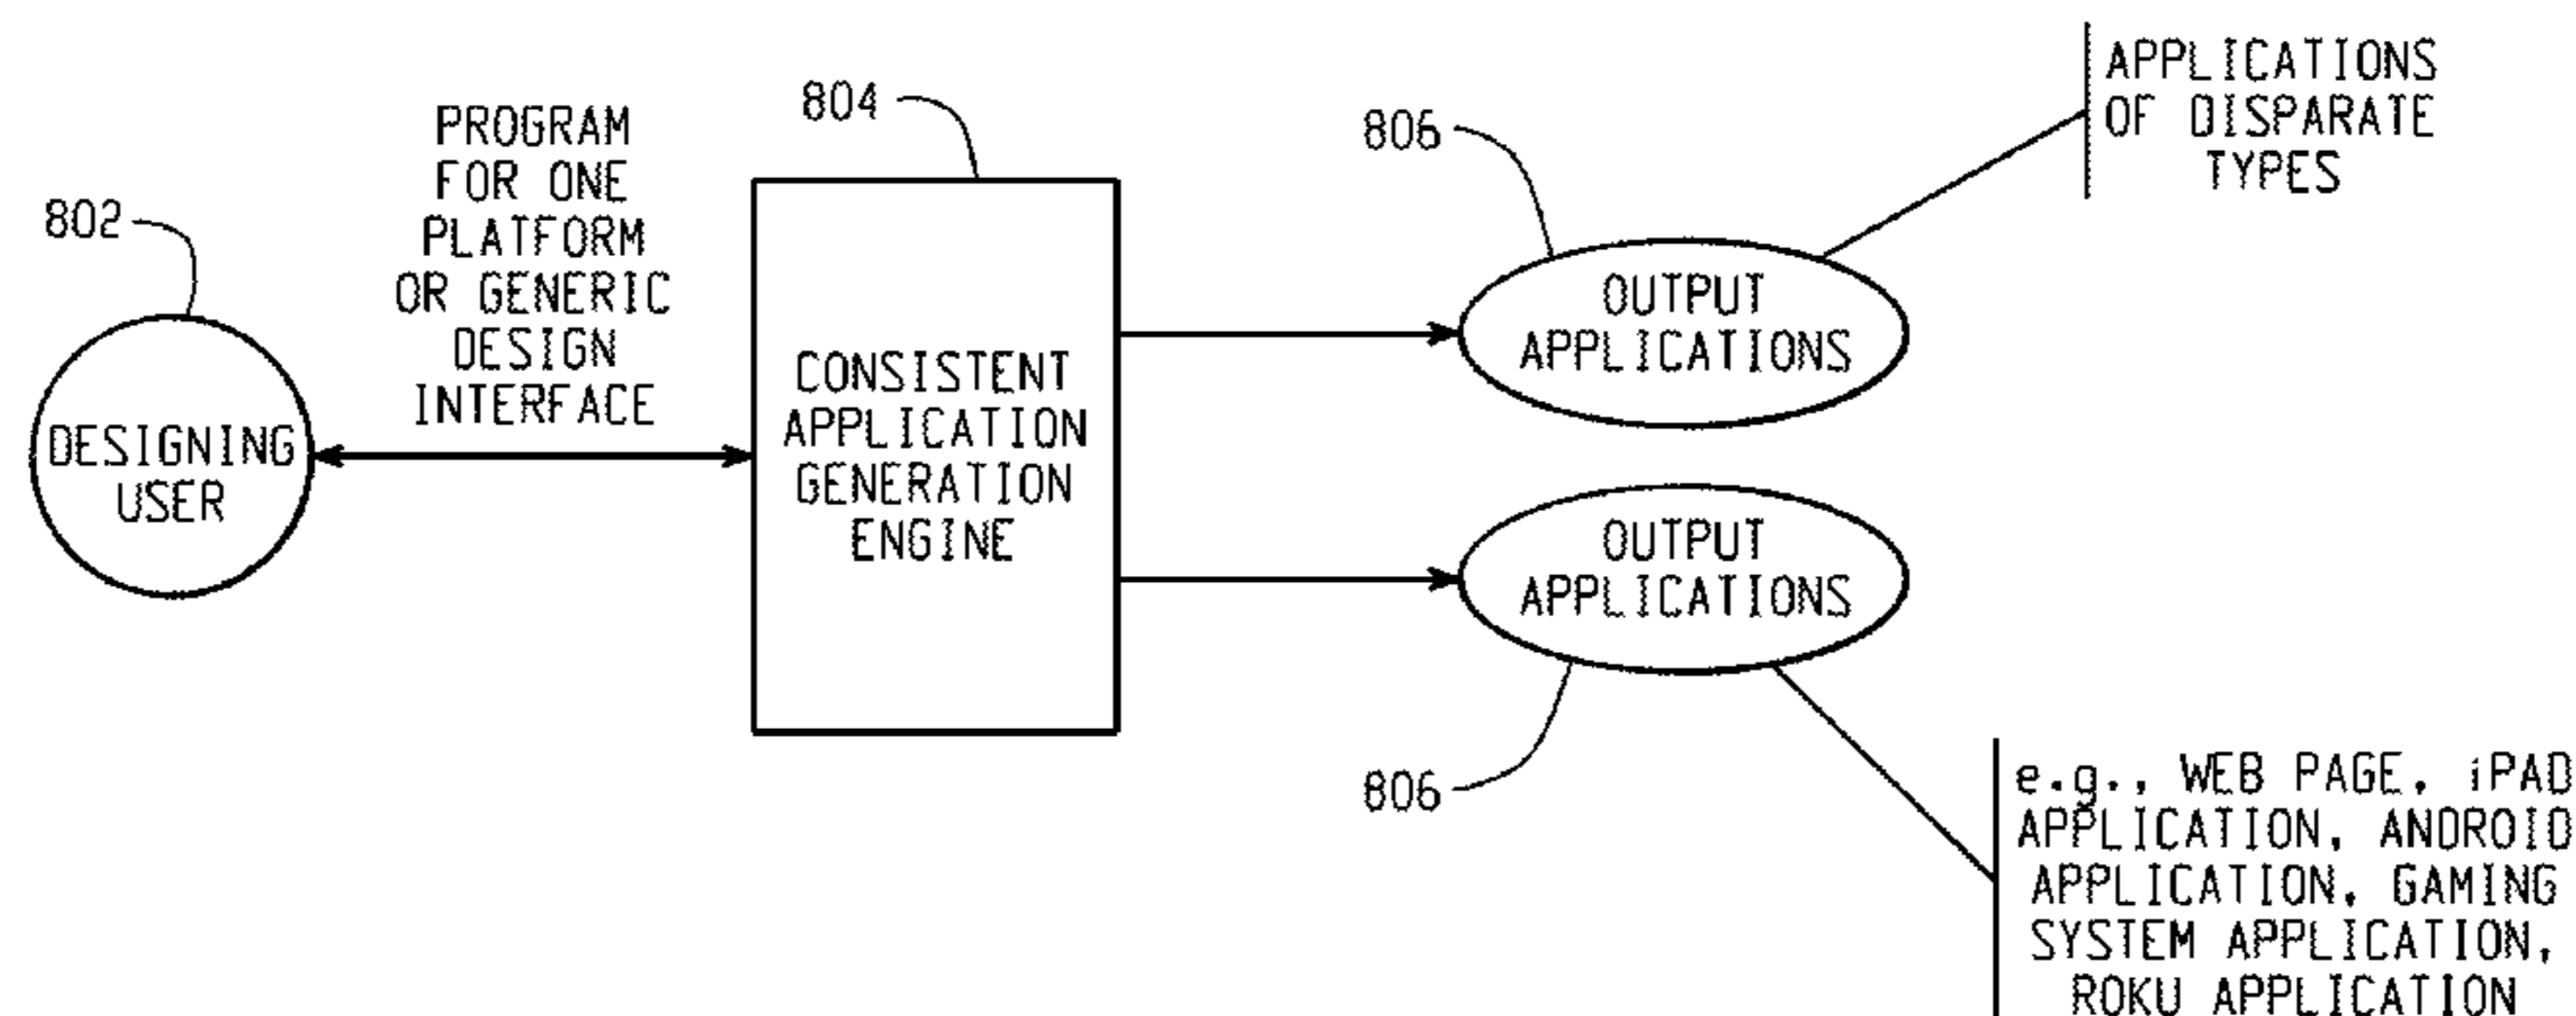 802
PROGRAM
FOR ONE
PLATFORM
OR GENERIC
DESIGN
INTERFACE
DESIGNING
USER
804
CONSISTENT
APPLICATION
GENERATION
ENGINE
806
OUTPUT
APPLICATIONS
APPLICATIONS
OF DISPARATE
TYPES
OUTPUT
APPLICATIONS
806
e.g., WEB PAGE, iPAD
APPLICATION, ANDROID
APPLICATION, GAMING
SYSTEM APPLICATION,
ROKU APPLICATION